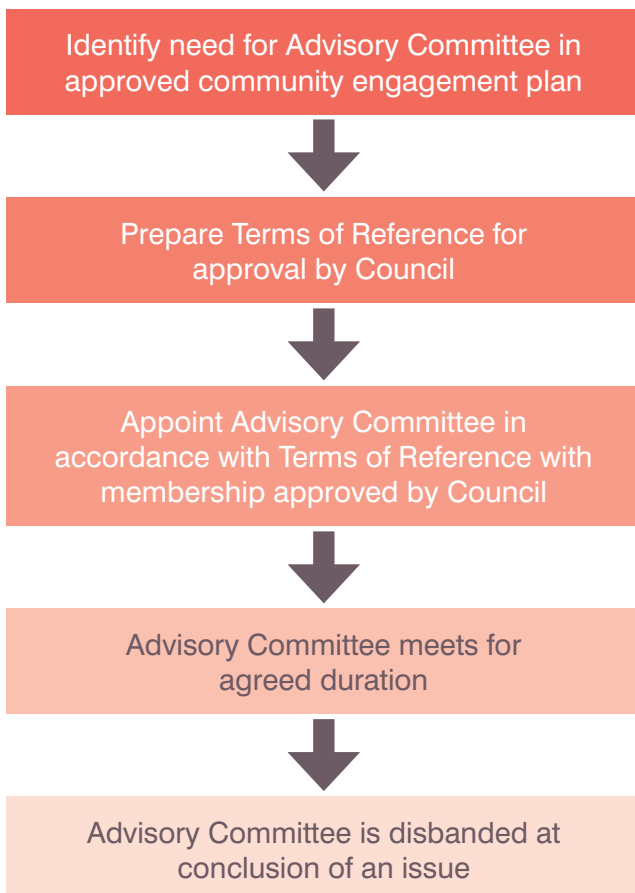 Identify need for Advisory Committee in
approved community engagement plan
Prepare Terms of Reference for
approval by Council
Appoint Advisory Committee in
accordance with Terms of Reference with
membership approved by Council
Advisory Committee meets for
agreed duration
Advisory Committee is disbanded at
conclusion of an issue